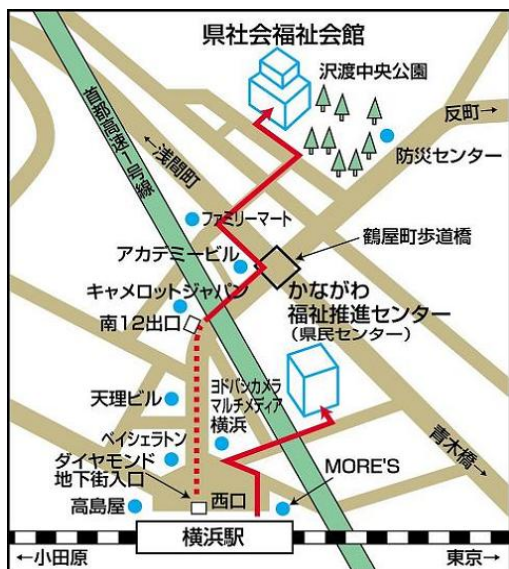 県社会福祉会館
沢渡中央公園
反町→
首都高速1号線
←浅間町
防災センター
ファミリーマート
鶴屋町歩道橋
アカデミービル
キャメロットジャパン
かながわ
福祉推進センター
(県民センター)
南12出口
天理ビル
ヨドバシカメラ
マルチメディア
横浜
ベイシェラトン
青木橋→
ダイヤモンド
地下街入口
MORE'S
高島屋
西口
横浜駅
←小田原
東京→